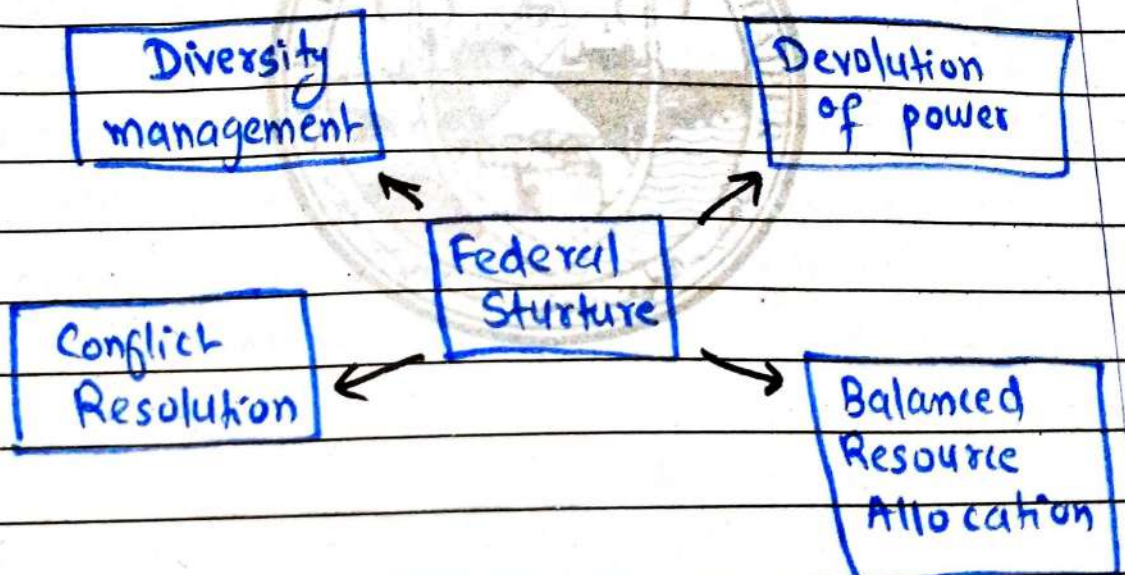 Diversity
management
Devolution
of power
Federal
Sturture
Conflict
Resolution
Balanced
Resource
Allocation